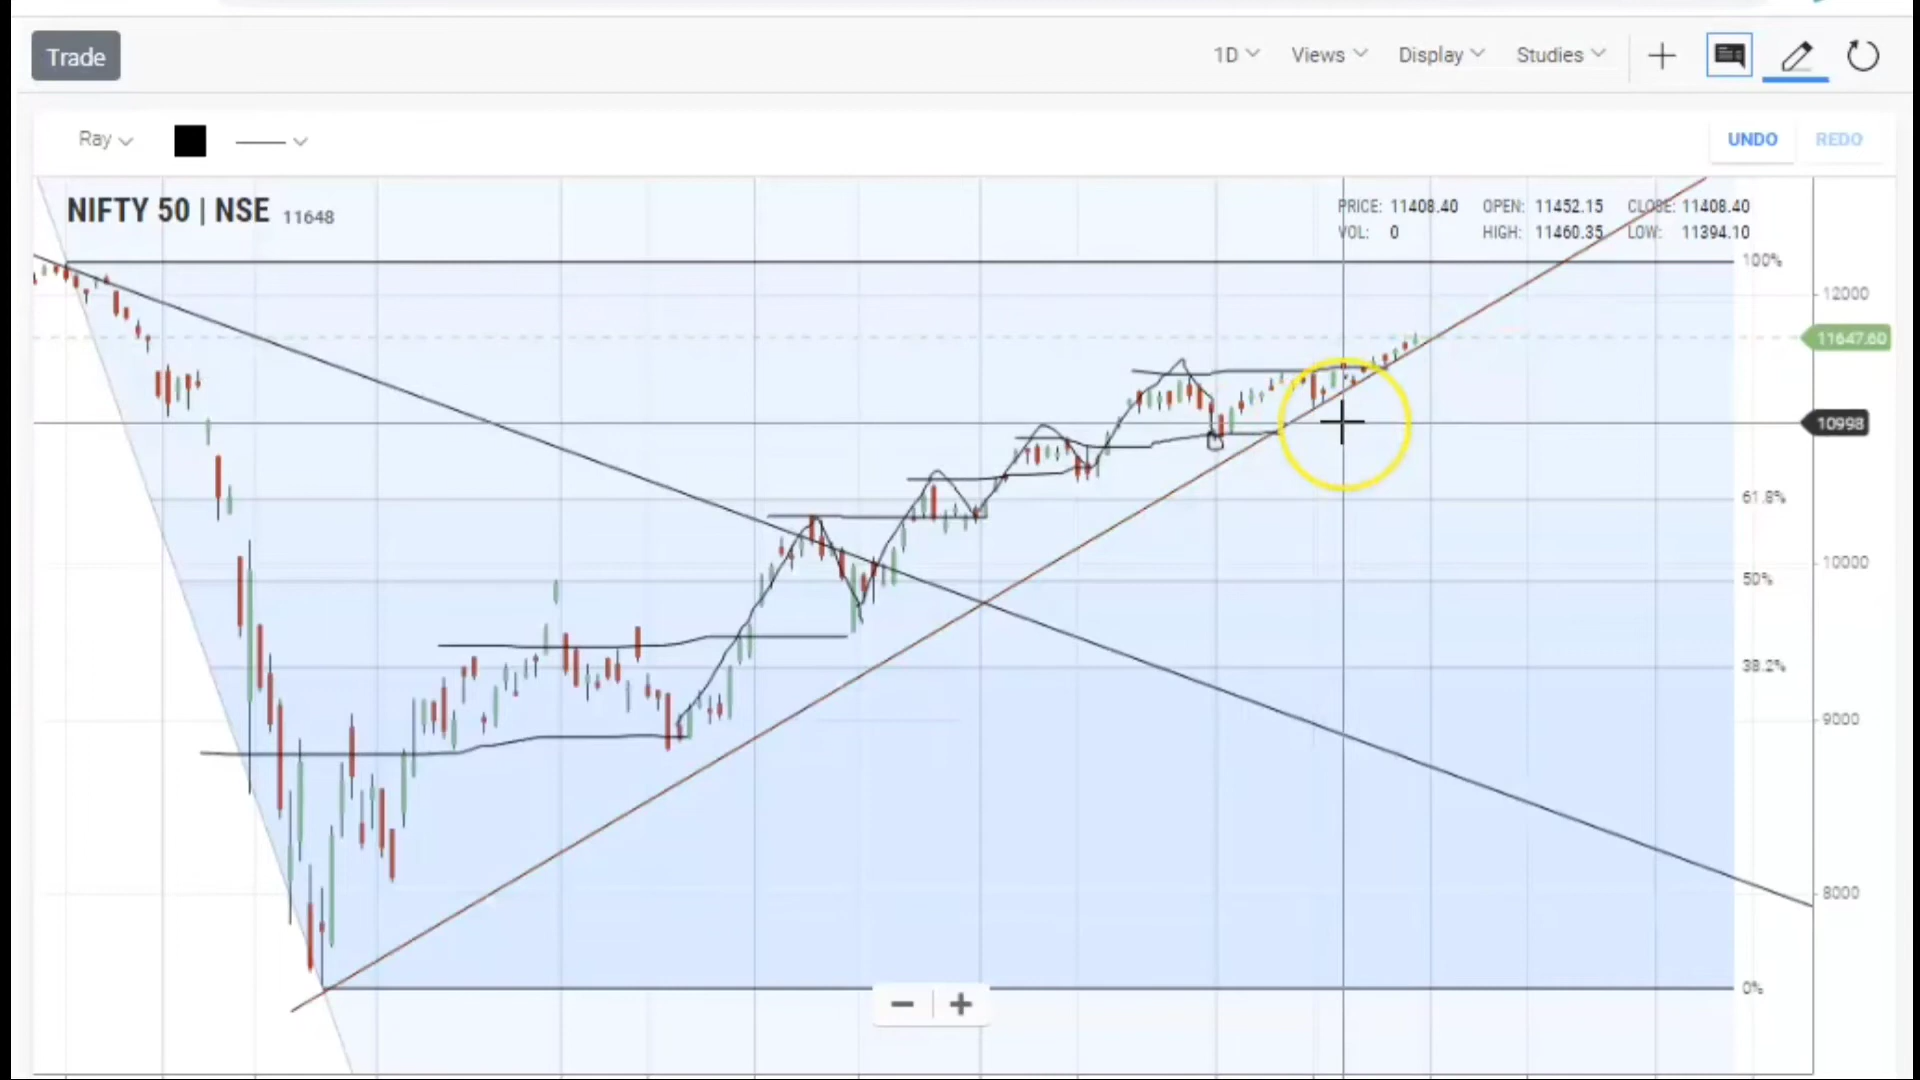 Trade
1D Views Display Studies
Ray
UNDO REDO
NIFTY 50 | NSE 11648
PRICE: 11408.40 OPEN: 11452.15 CLOSE: 11408.40
VOL: 0 HIGH: 11460.35 LOW: 11394.10
100%
12000
11647.60
10998
61.8%
10000
50%
38.2%
9000
8000
0%